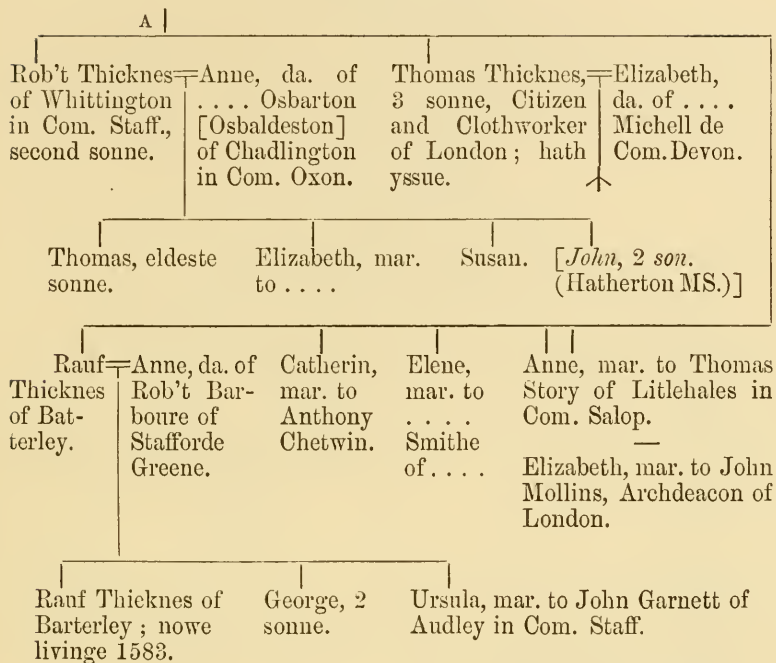 A
Rob't Thicknes
of Whittington
in Com. Staff.,
second sonne.
Anne, da. of
. . . . Osbarton
[Osbaldeston]
of Chadlington
in Com. Oxon.
Thomas Thicknes,
3 sonne, Citizen
and Clothworker
of London ; hath
yssue.
Elizabeth,
da. of . . . .
Michell de
Com. Devon.
Thomas, eldeste
sonne.
Elizabeth, mar.
to . . . .
Susan.
[John, 2 son.
(Hatherton MS.)]
Rauf
Thicknes
of Bat-
terley.
Anne, da. of
Rob't Bar-
boure of
Stafforde
Greene.
Catherin,
mar. to
Anthony
Chetwin.
Elene,
mar. to
. . . .
Smithe
of . . . .
Anne, mar. to Thomas
Story of Litlehales in
Com. Salop.
—
Elizabeth, mar. to John
Mollins, Archdeacon of
London.
Rauf Thicknes of
Barterley ; nowe
livinge 1583.
George, 2
sonne.
Ursula, mar. to John Garnett of
Audley in Com. Staff.